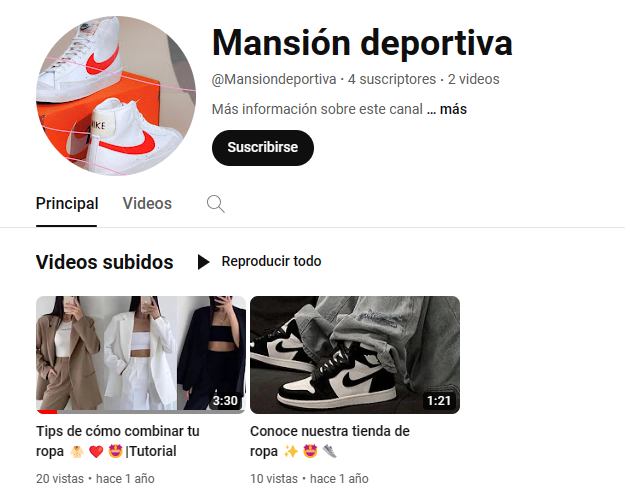 NIKE
Mansión deportiva
@Mansiondeportiva · 4 suscriptores · 2 videos
Más información sobre este canal ... más
Suscribirse
Principal Videos
Videos subidos Reproducir todo
3:30 1:21
Tips de cómo combinar tu
ropa 👶🏻 ❤️ 🤩|Tutorial
20 vistas · hace 1 año
Conoce nuestra tienda de
ropa ✨ 🤩 👟
10 vistas · hace 1 año